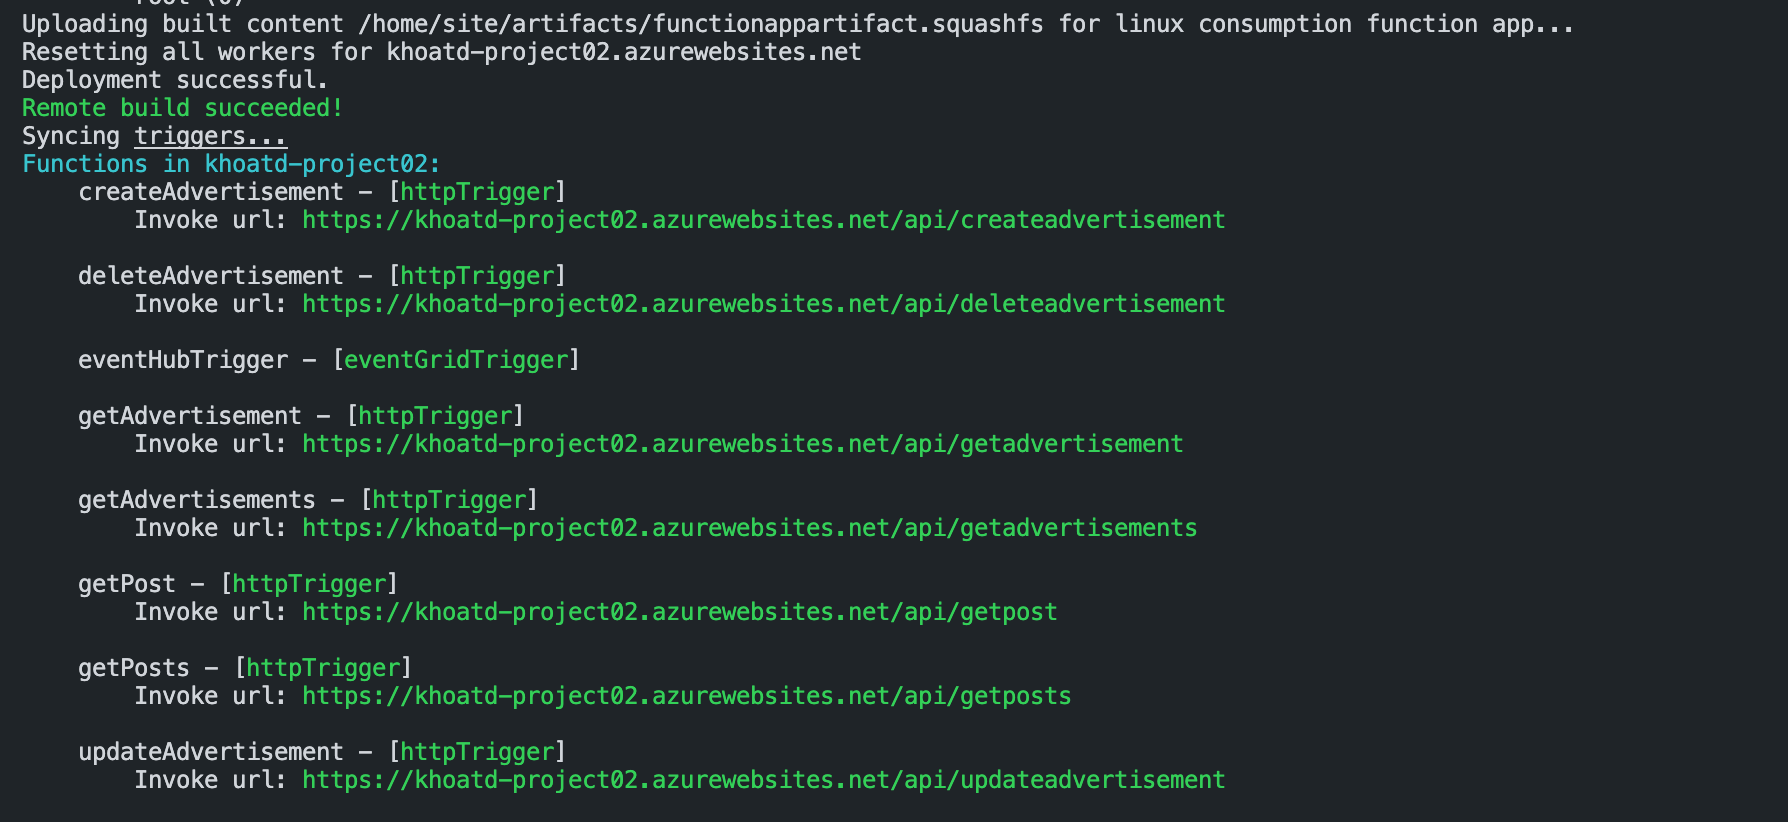 Uploading built content /home/site/artifacts/functionappartifact.squashfs for linux consumption function app...
Resetting all workers for khoatd-project02.azurewebsites.net
Deployment successful.
Remote build succeeded!
Syncing triggers...
Functions in khoatd-project02:
    createAdvertisement - [httpTrigger]
        Invoke url: https://khoatd-project02.azurewebsites.net/api/createadvertisement

    deleteAdvertisement - [httpTrigger]
        Invoke url: https://khoatd-project02.azurewebsites.net/api/deleteadvertisement

    eventHubTrigger - [eventGridTrigger]

    getAdvertisement - [httpTrigger]
        Invoke url: https://khoatd-project02.azurewebsites.net/api/getadvertisement

    getAdvertisements - [httpTrigger]
        Invoke url: https://khoatd-project02.azurewebsites.net/api/getadvertisements

    getPost - [httpTrigger]
        Invoke url: https://khoatd-project02.azurewebsites.net/api/getpost

    getPosts - [httpTrigger]
        Invoke url: https://khoatd-project02.azurewebsites.net/api/getposts

    updateAdvertisement - [httpTrigger]
        Invoke url: https://khoatd-project02.azurewebsites.net/api/updateadvertisement